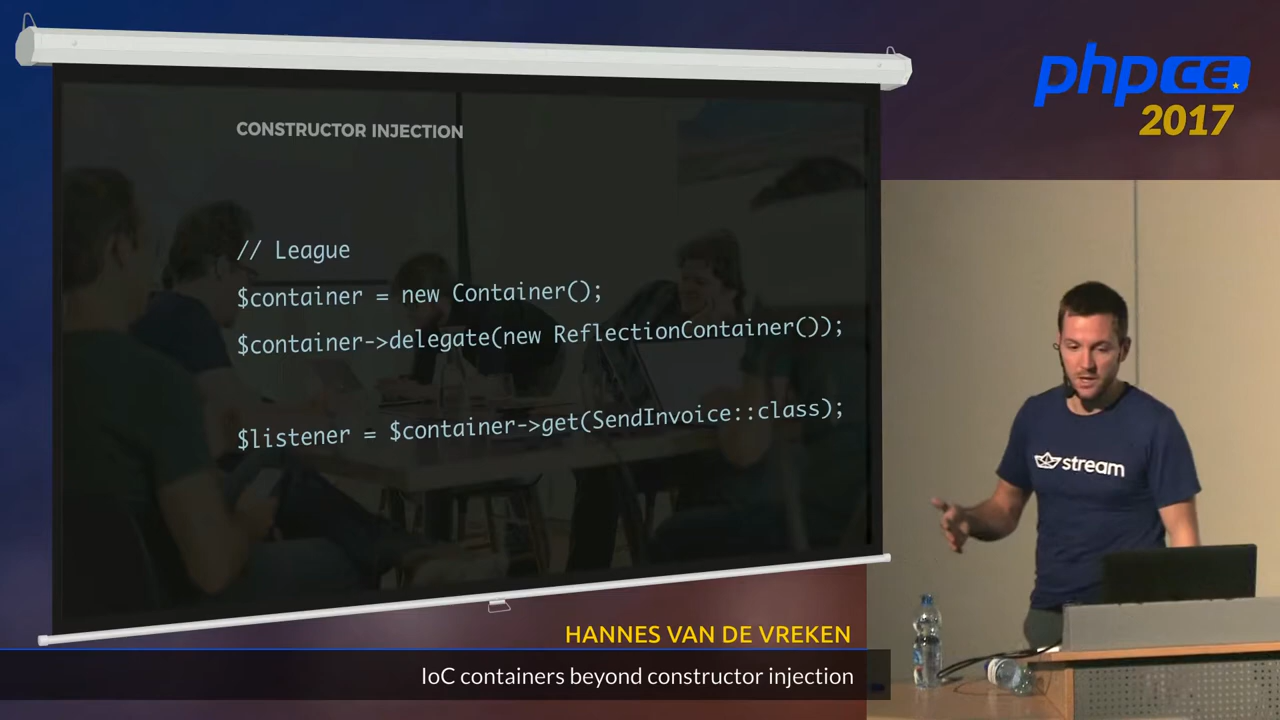 phpCE
2017
CONSTRUCTOR INJECTION
// League
$container = new Container();
$container->delegate(new ReflectionContainer());
$listener = $container->get(SendInvoice::class);
stream
HANNES VAN DE VREKEN
IoC containers beyond constructor injection